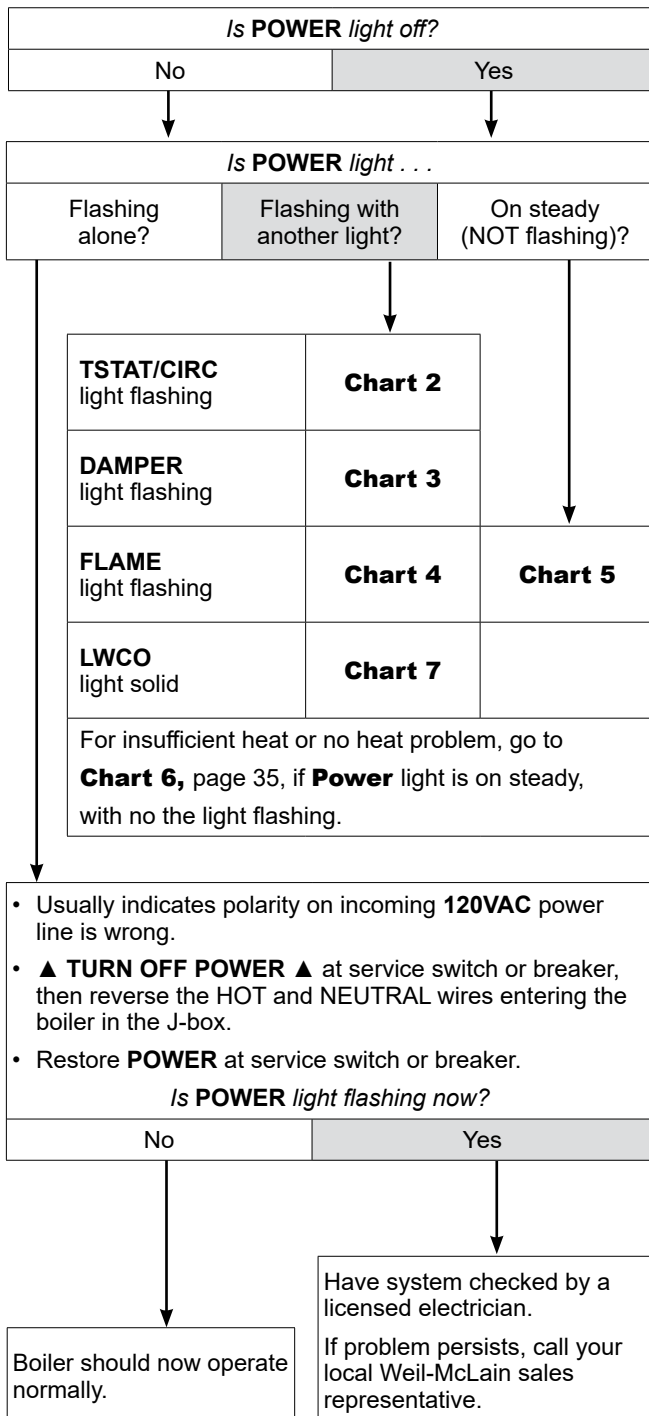 Is POWER light off?
No Yes
Is POWER light . . .
Flashing alone?
Flashing with another light?
On steady (NOT flashing)?
TSTAT/CIRC
light flashing
Chart 2
DAMPER
light flashing
Chart 3
FLAME
light flashing
Chart 4
Chart 5
LWCO
light solid
Chart 7
For insufficient heat or no heat problem, go to
Chart 6, page 35, if Power light is on steady,
with no the light flashing.
• Usually indicates polarity on incoming 120VAC power
line is wrong.
• ▲ TURN OFF POWER ▲ at service switch or breaker,
then reverse the HOT and NEUTRAL wires entering the
boiler in the J-box.
• Restore POWER at service switch or breaker.
Is POWER light flashing now?
No Yes
Boiler should now operate
normally.
Have system checked by a
licensed electrician.
If problem persists, call your
local Weil-McLain sales
representative.